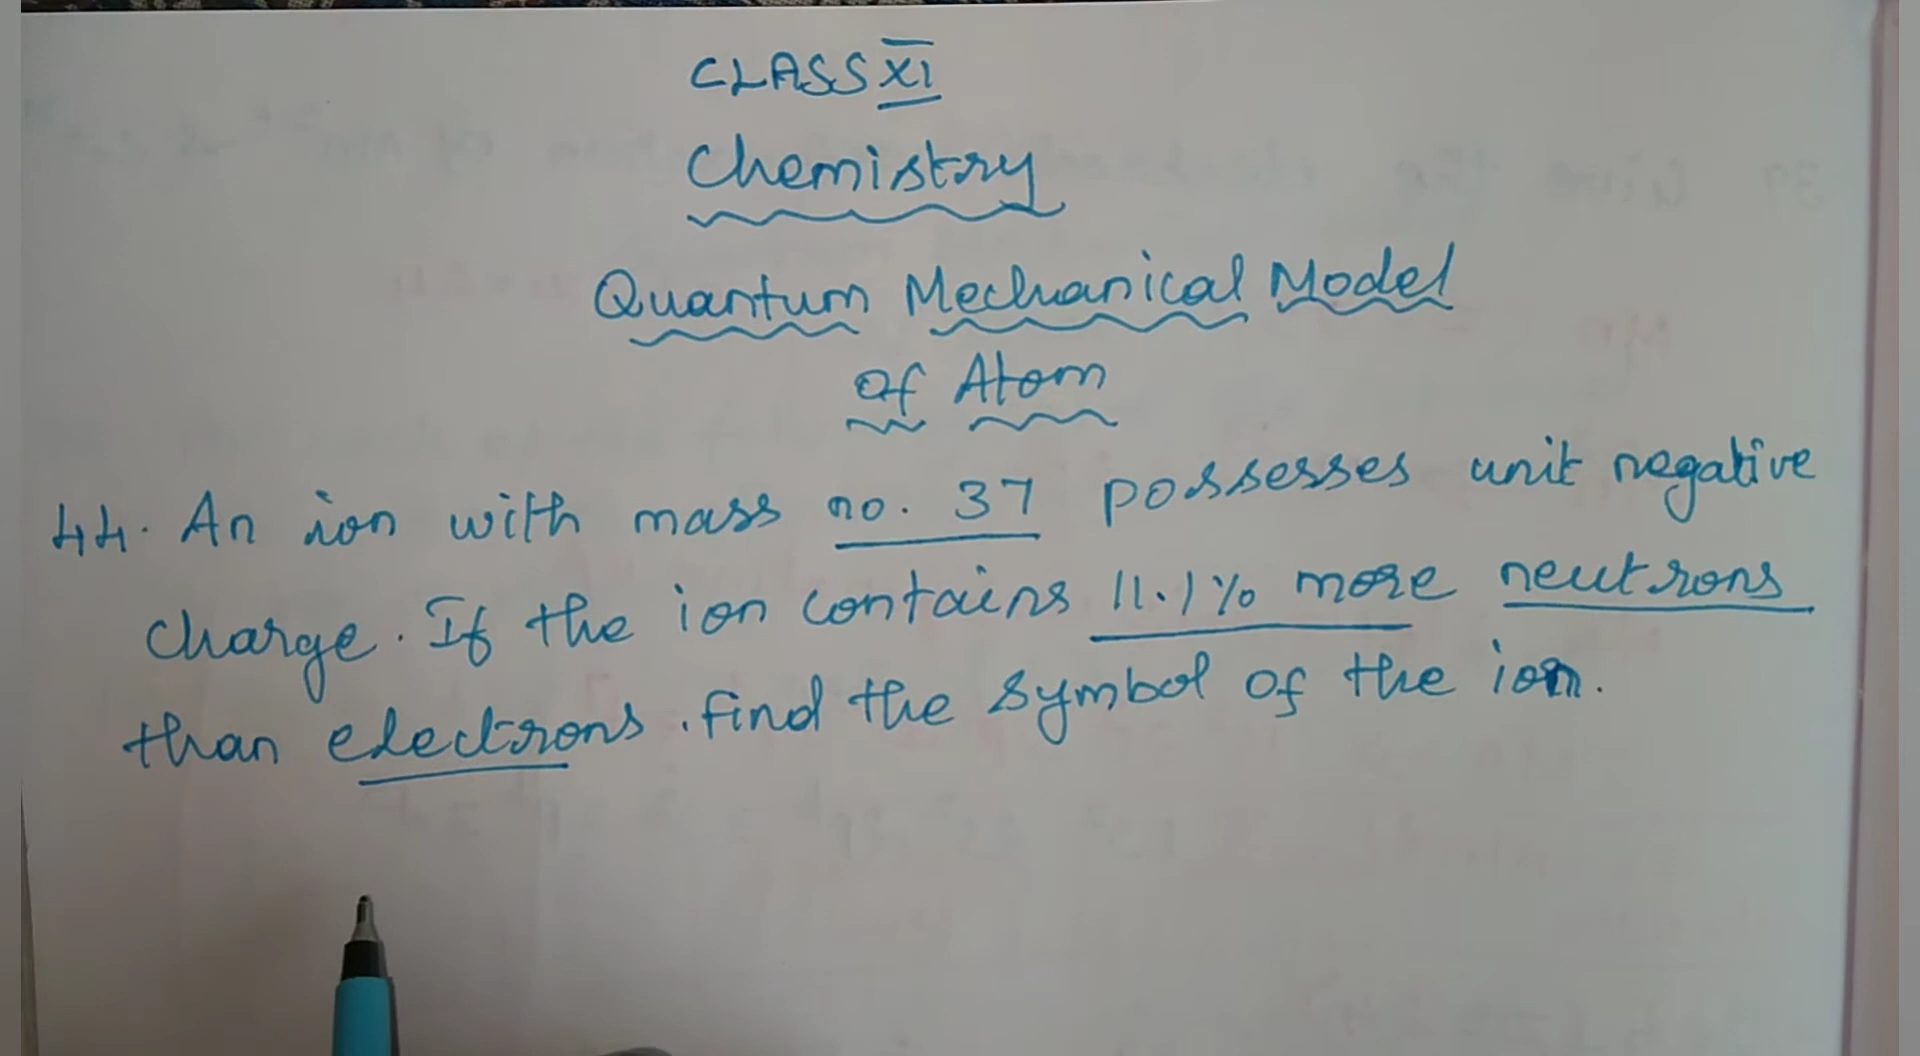 CLASS XI
Chemistry
Quantum Mechanical Model
Of Atom
44. An ion with mass no. 37 possesses unit negative
charge. If the ion contains 11.1% more neutrons
than electrons. find the symbol of the ion.